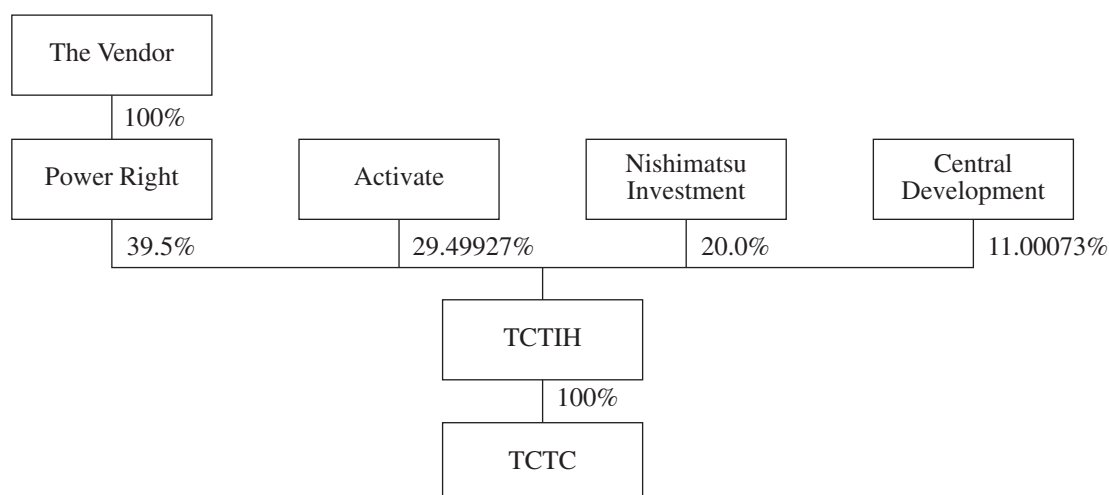 The Vendor
100%
Power Right
Activate
Nishimatsu
Investment
Central
Development
39.5%
29.49927%
20.0%
11.00073%
TCTIH
100%
TCTC